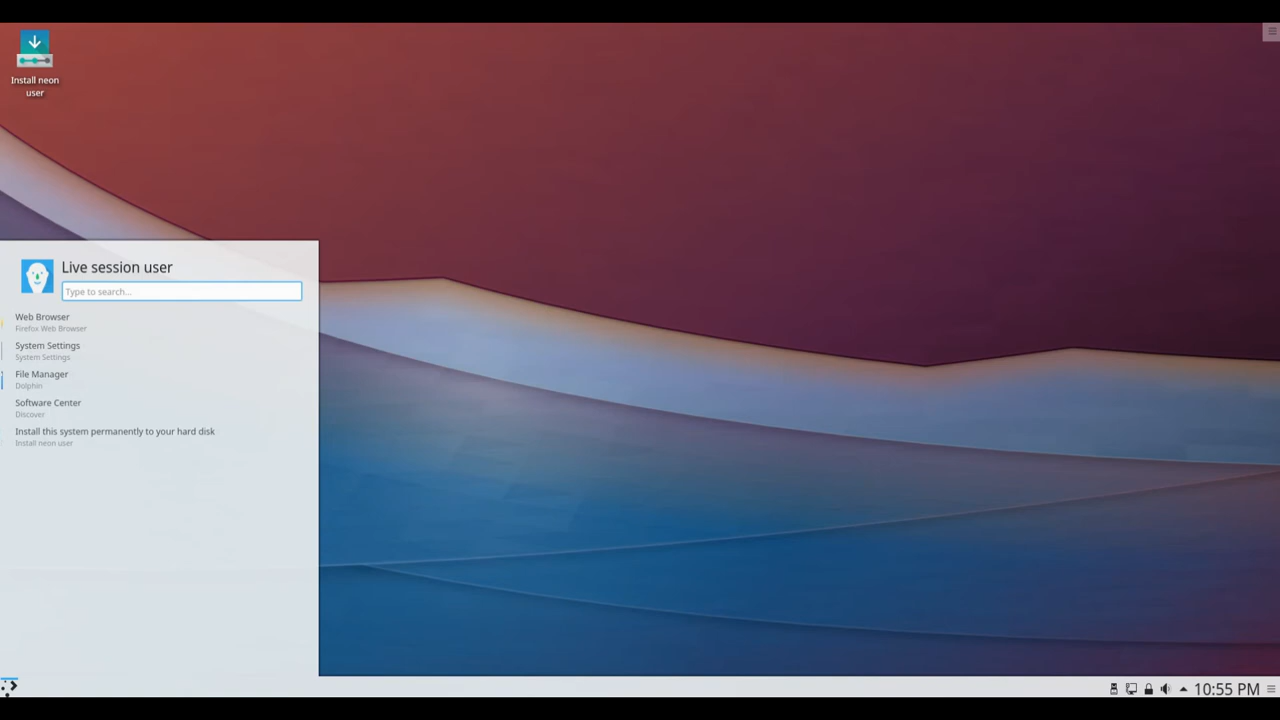 Install neon
user
Live session user
Type to search...
Web Browser
Firefox Web Browser
System Settings
System Settings
File Manager
Dolphin
Software Center
Discover
Install this system permanently to your hard disk
Install neon user
10:55 PM